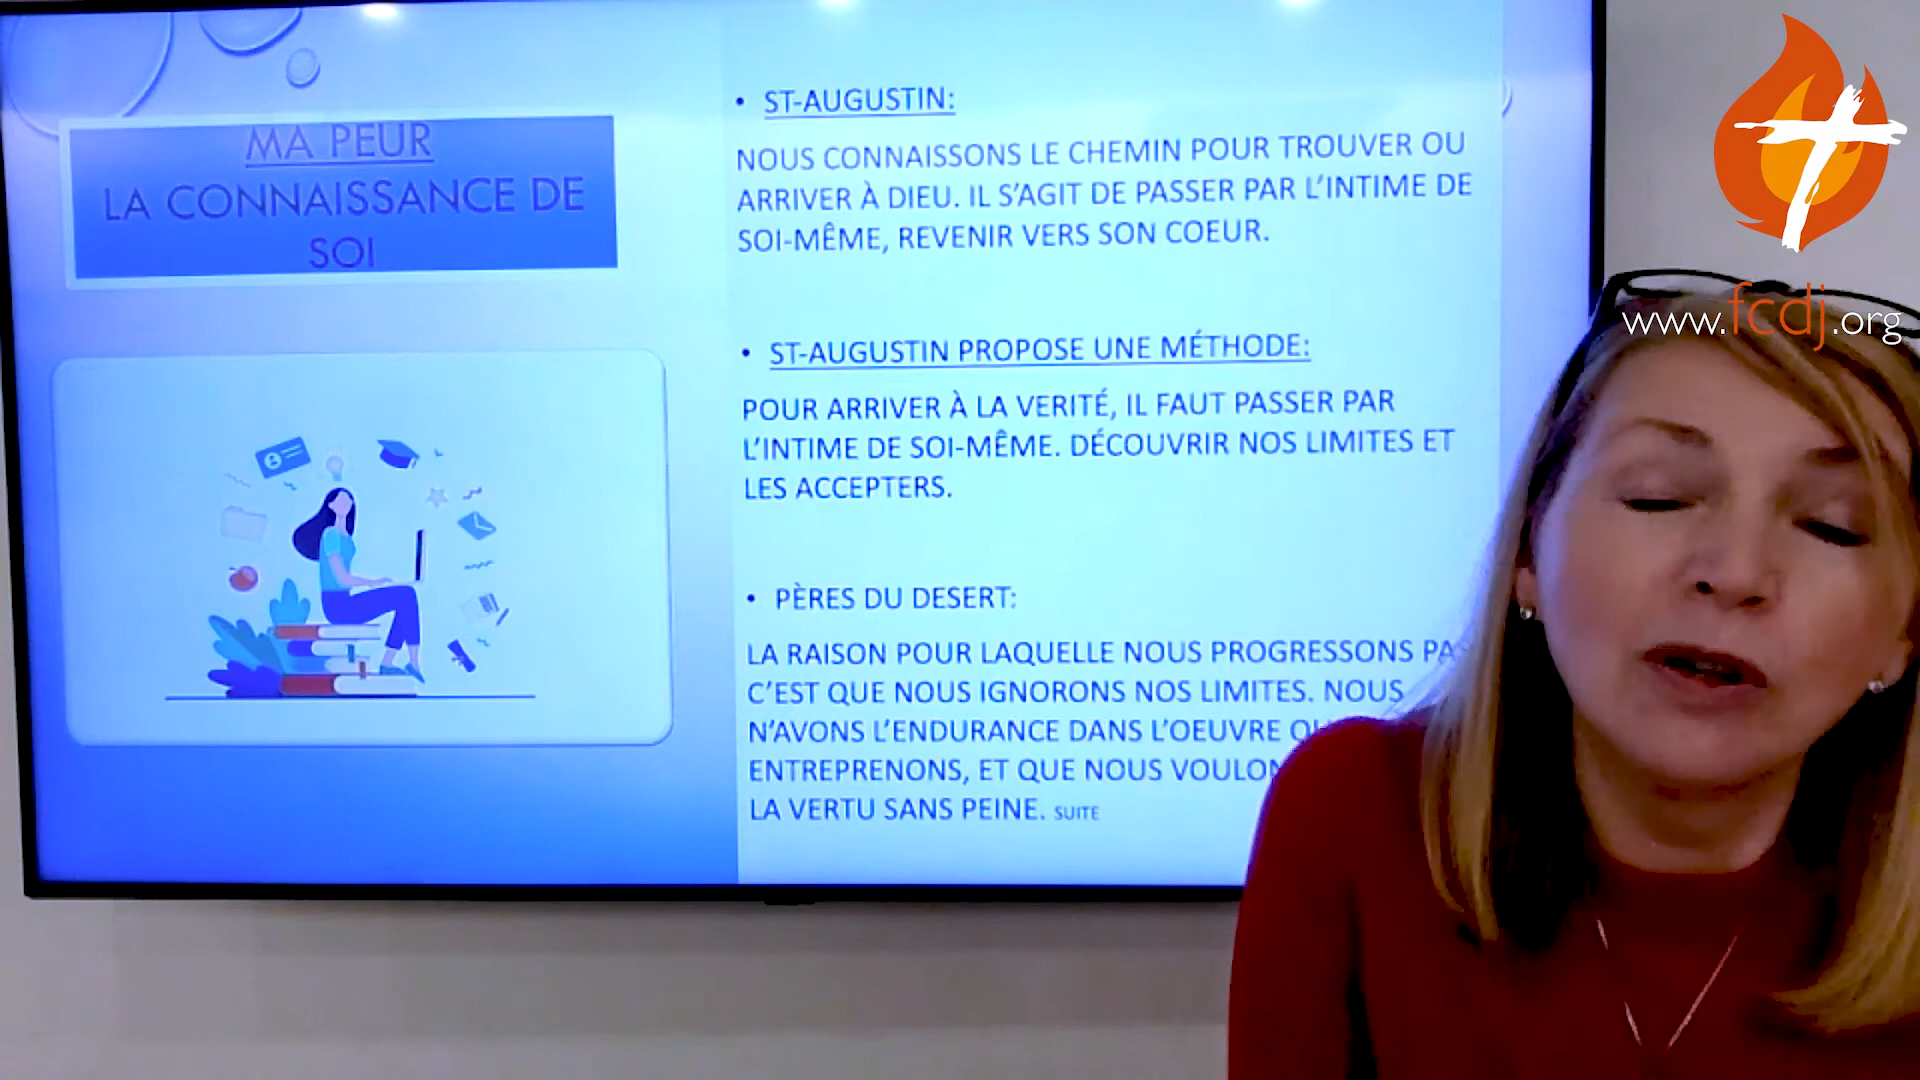 MA PEUR
LA CONNAISSANCE DE
SOI
• ST-AUGUSTIN:
NOUS CONNAISSONS LE CHEMIN POUR TROUVER OU
ARRIVER À DIEU. IL S'AGIT DE PASSER PAR L'INTIME DE
SOI-MÊME, REVENIR VERS SON COEUR.
• ST-AUGUSTIN PROPOSE UNE MÉTHODE:
POUR ARRIVER À LA VERITÉ, IL FAUT PASSER PAR
L'INTIME DE SOI-MÊME. DÉCOUVRIR NOS LIMITES ET
LES ACCEPTERS.
• PÈRES DU DESERT:
LA RAISON POUR LAQUELLE NOUS PROGRESSONS
C'EST QUE NOUS IGNORONS NOS LIMITES. NOUS
N'AVONS L'ENDURANCE DANS L'OEUVRE
ENTREPRENONS, ET QUE NOUS
LA VERTU SANS PEINE. SUITE
www.fcdj.org